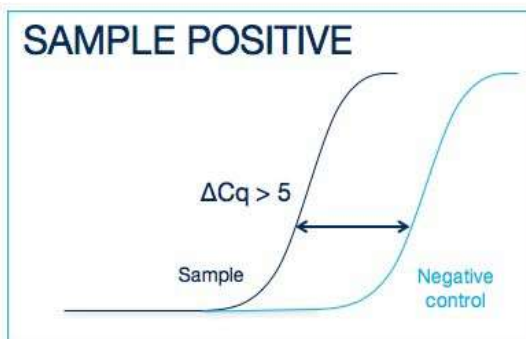 SAMPLE POSITIVE
ΔCq > 5
Sample
Negative
control